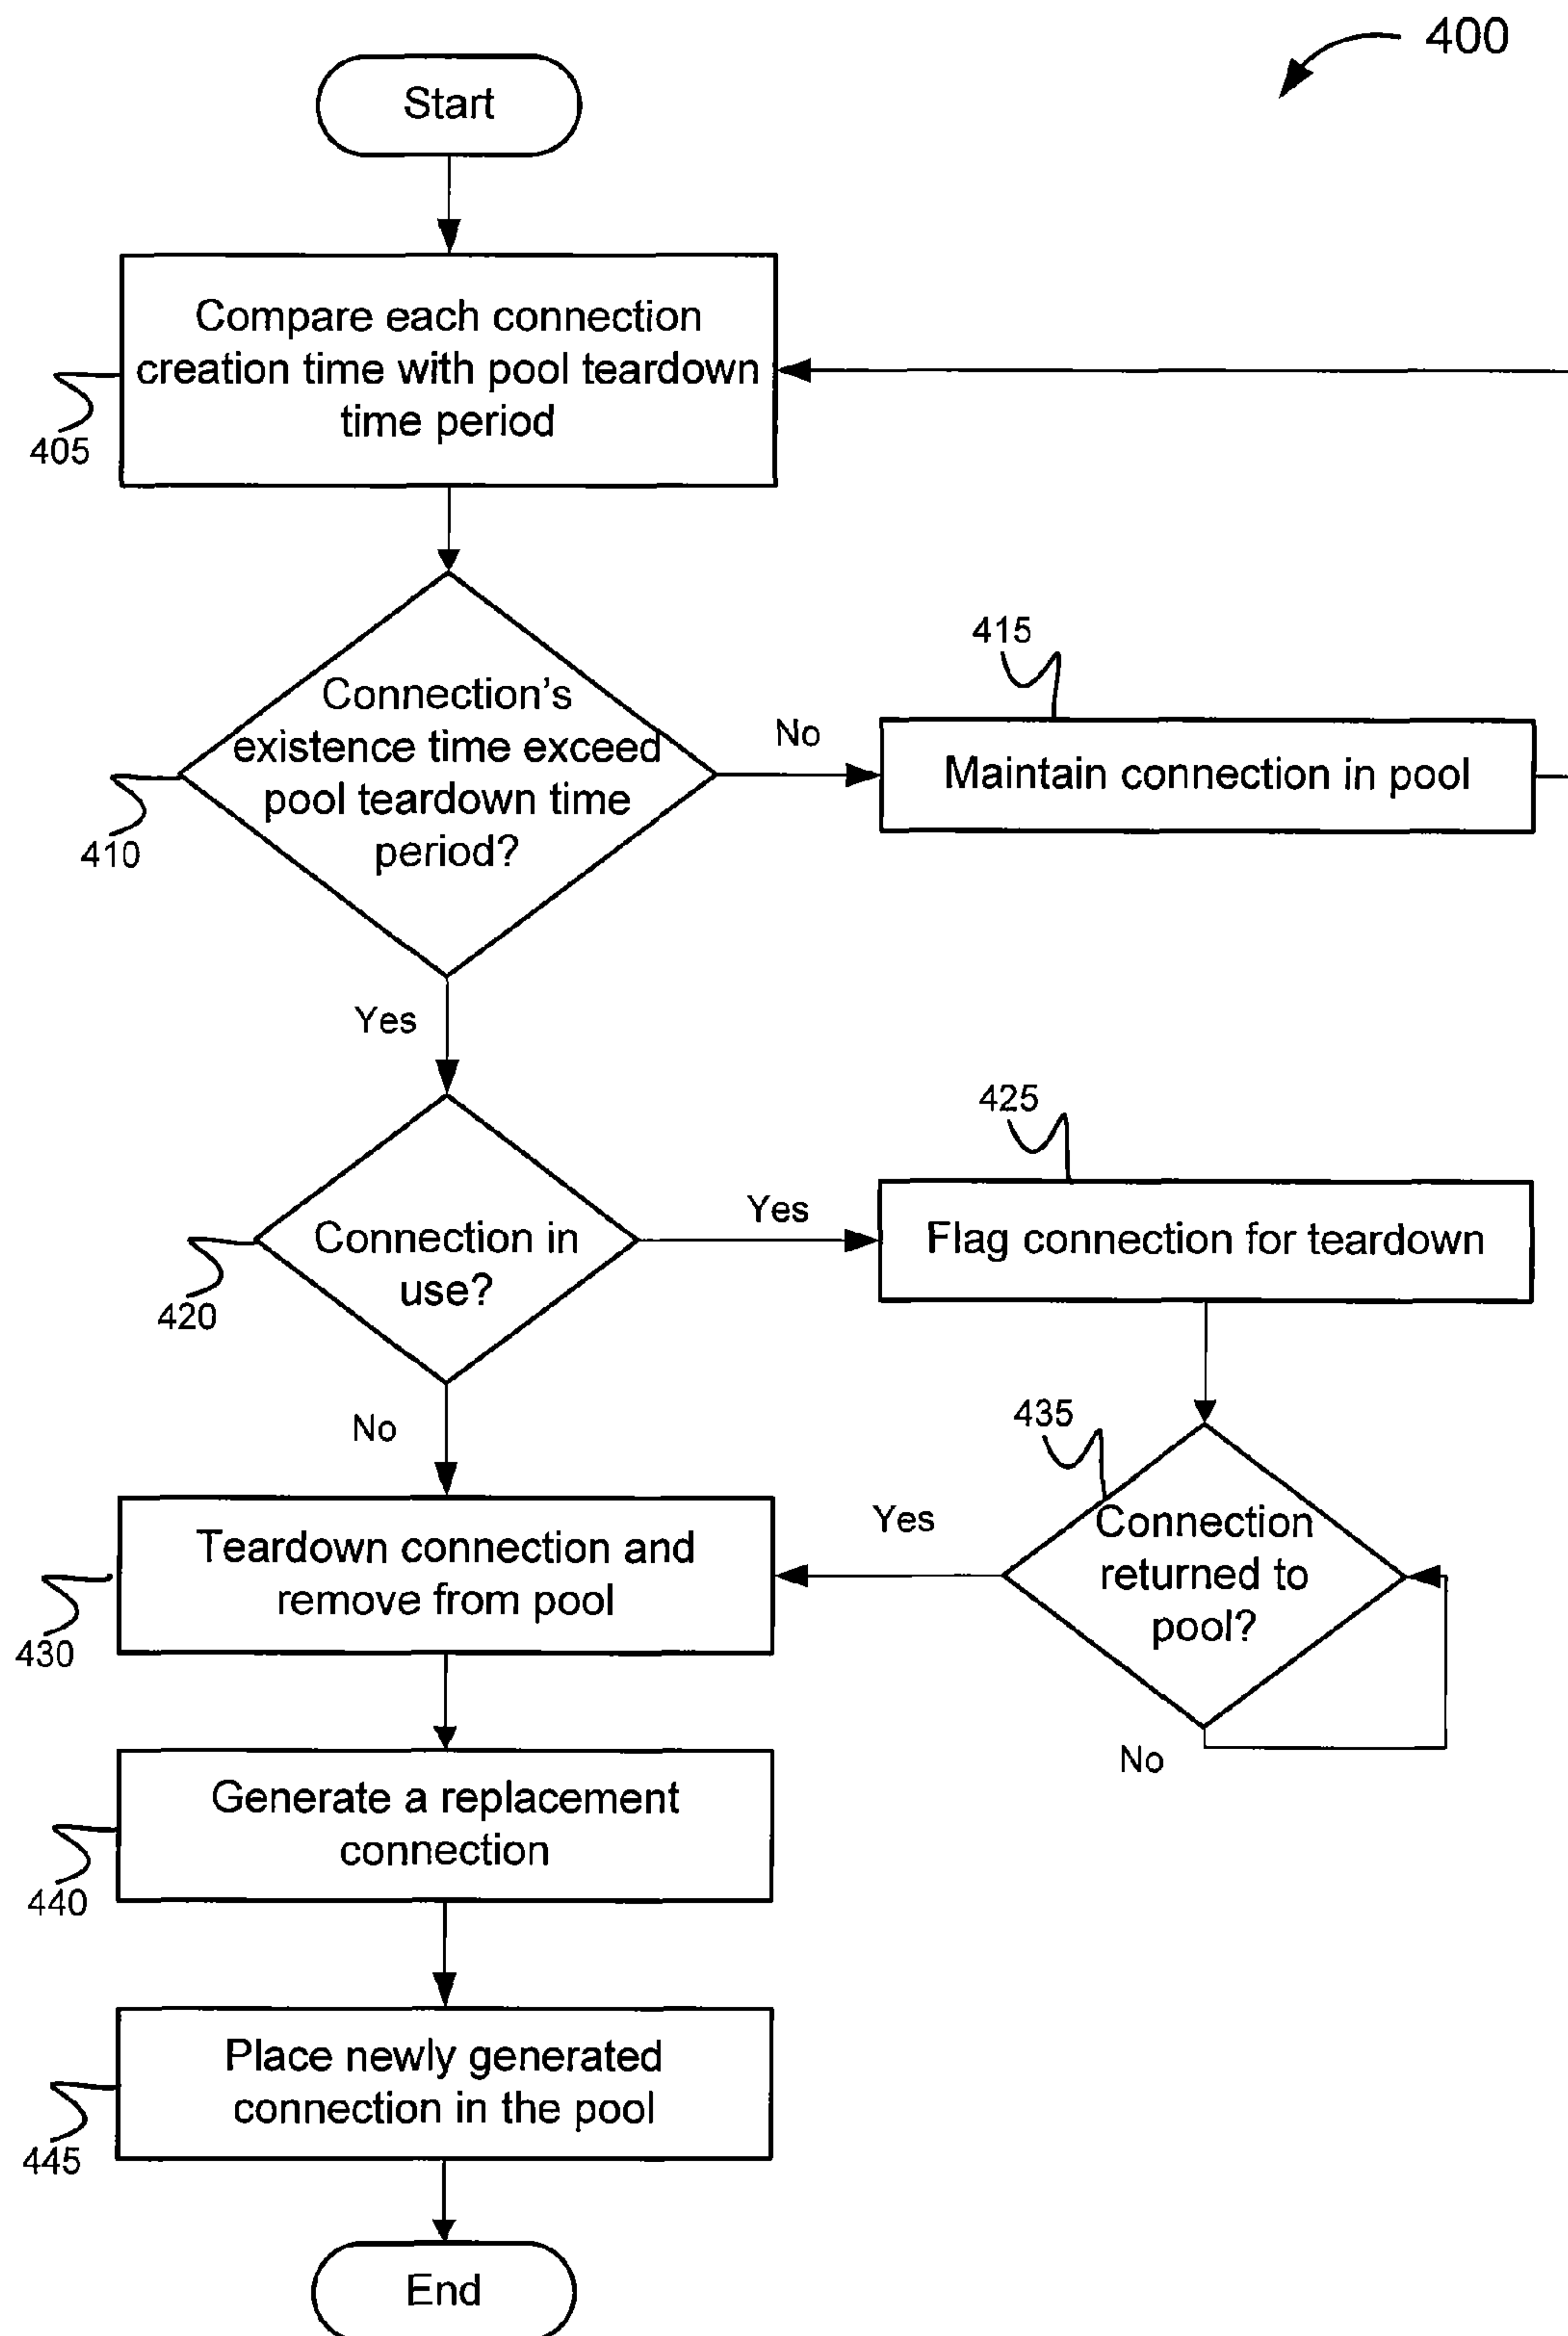 400
Start
Compare each connection
creation time with pool teardown
time period
405
415
Connection's
existence time exceed
pool teardown time
period?
No
Maintain connection in pool
410
Yes
425
Connection in
use?
Yes
Flag connection for teardown
420
No
435
Teardown connection and
remove from pool
Yes
Connection
returned to
pool?
430
No
Generate a replacement
connection
440
Place newly generated
connection in the pool
445
End